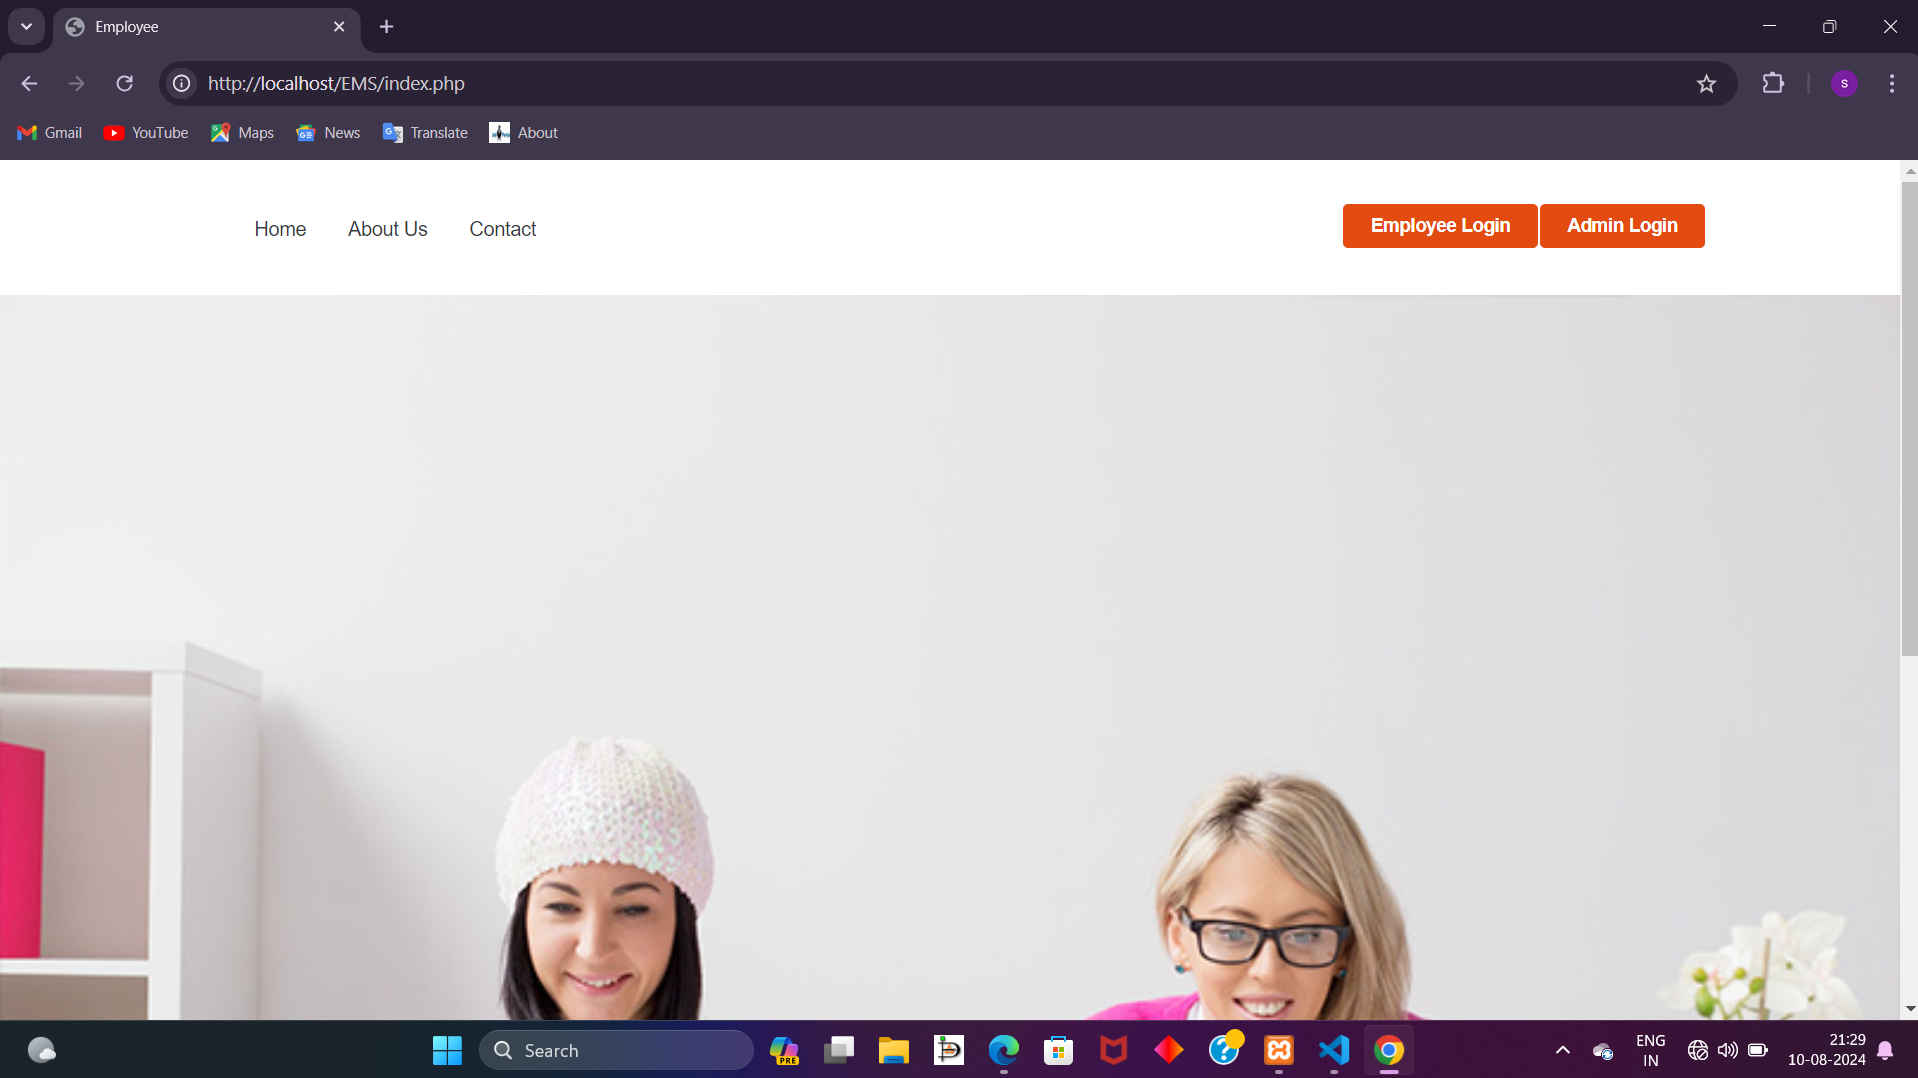 Employee
http://localhost/EMS/index.php
S
Gmail YouTube Maps News Translate About
Home About Us Contact Employee Login Admin Login
Search
PRE
ENG
IN
21:29
10-08-2024